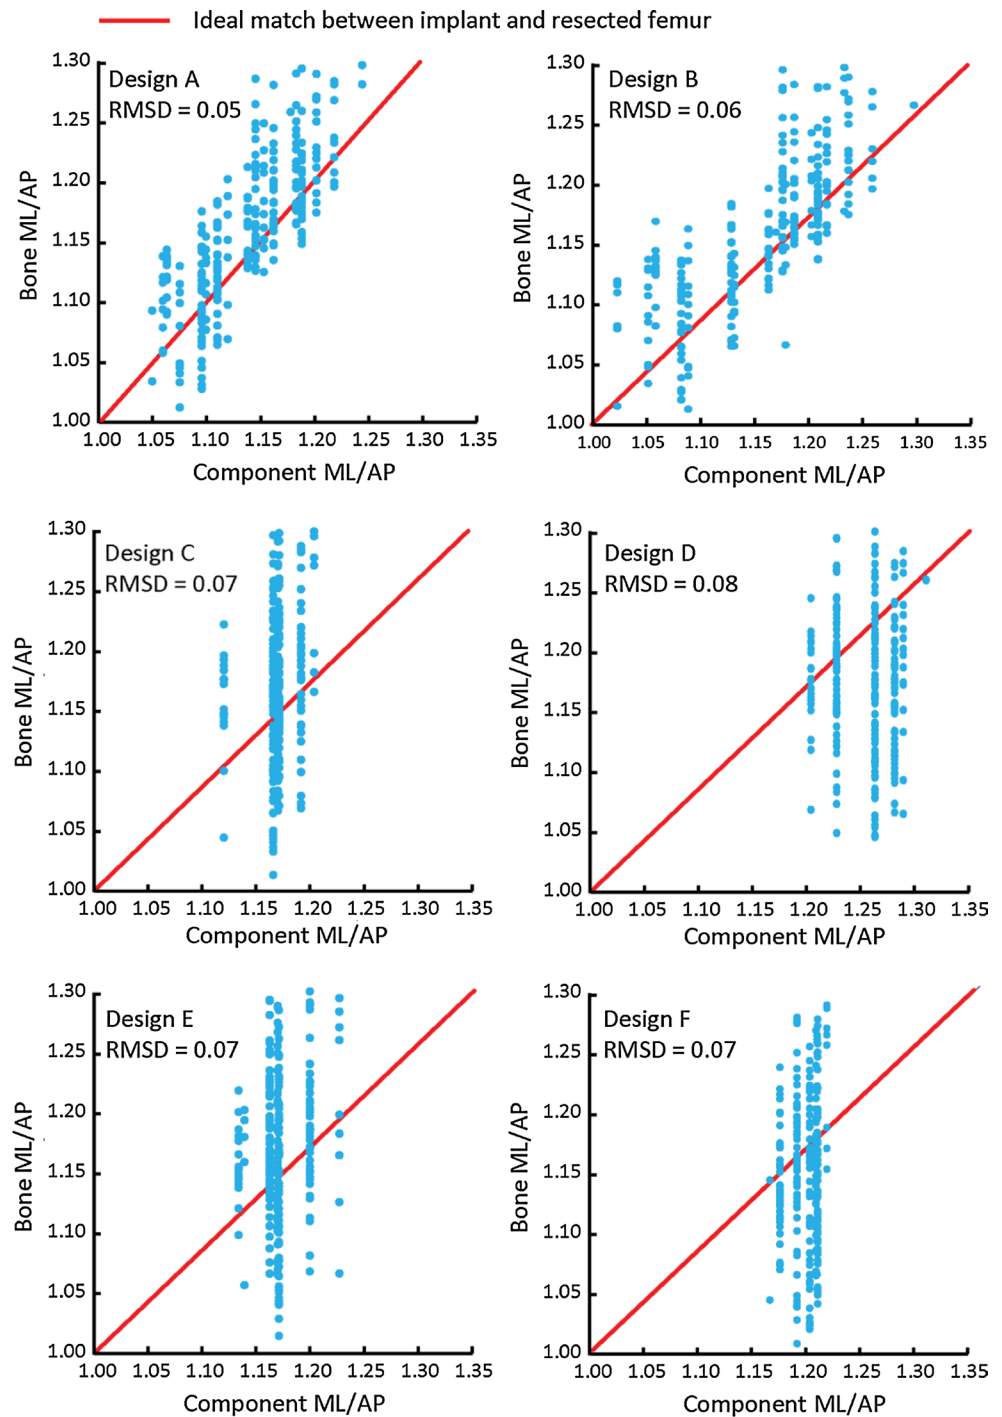 Ideal match between implant and resected femur
Design A
RMSD = 0.05
Bone ML/AP
1.30
1.25
1.20
1.15
1.10
1.05
1.00
1.00 1.05 1.10 1.15 1.20 1.25 1.30 1.35
Component ML/AP
Design B
RMSD = 0.06
Bone ML/AP
1.30
1.25
1.20
1.15
1.10
1.05
1.00
1.00 1.05 1.10 1.15 1.20 1.25 1.30 1.35
Component ML/AP
Design C
RMSD = 0.07
Bone ML/AP
1.30
1.25
1.20
1.15
1.10
1.05
1.00
1.00 1.05 1.10 1.15 1.20 1.25 1.30 1.35
Component ML/AP
Design D
RMSD = 0.08
Bone ML/AP
1.30
1.25
1.20
1.15
1.10
1.05
1.00
1.00 1.05 1.10 1.15 1.20 1.25 1.30 1.35
Component ML/AP
Design E
RMSD = 0.07
Bone ML/AP
1.30
1.25
1.20
1.15
1.10
1.05
1.00
1.00 1.05 1.10 1.15 1.20 1.25 1.30 1.35
Component ML/AP
Design F
RMSD = 0.07
Bone ML/AP
1.30
1.25
1.20
1.15
1.10
1.05
1.00
1.00 1.05 1.10 1.15 1.20 1.25 1.30 1.35
Component ML/AP